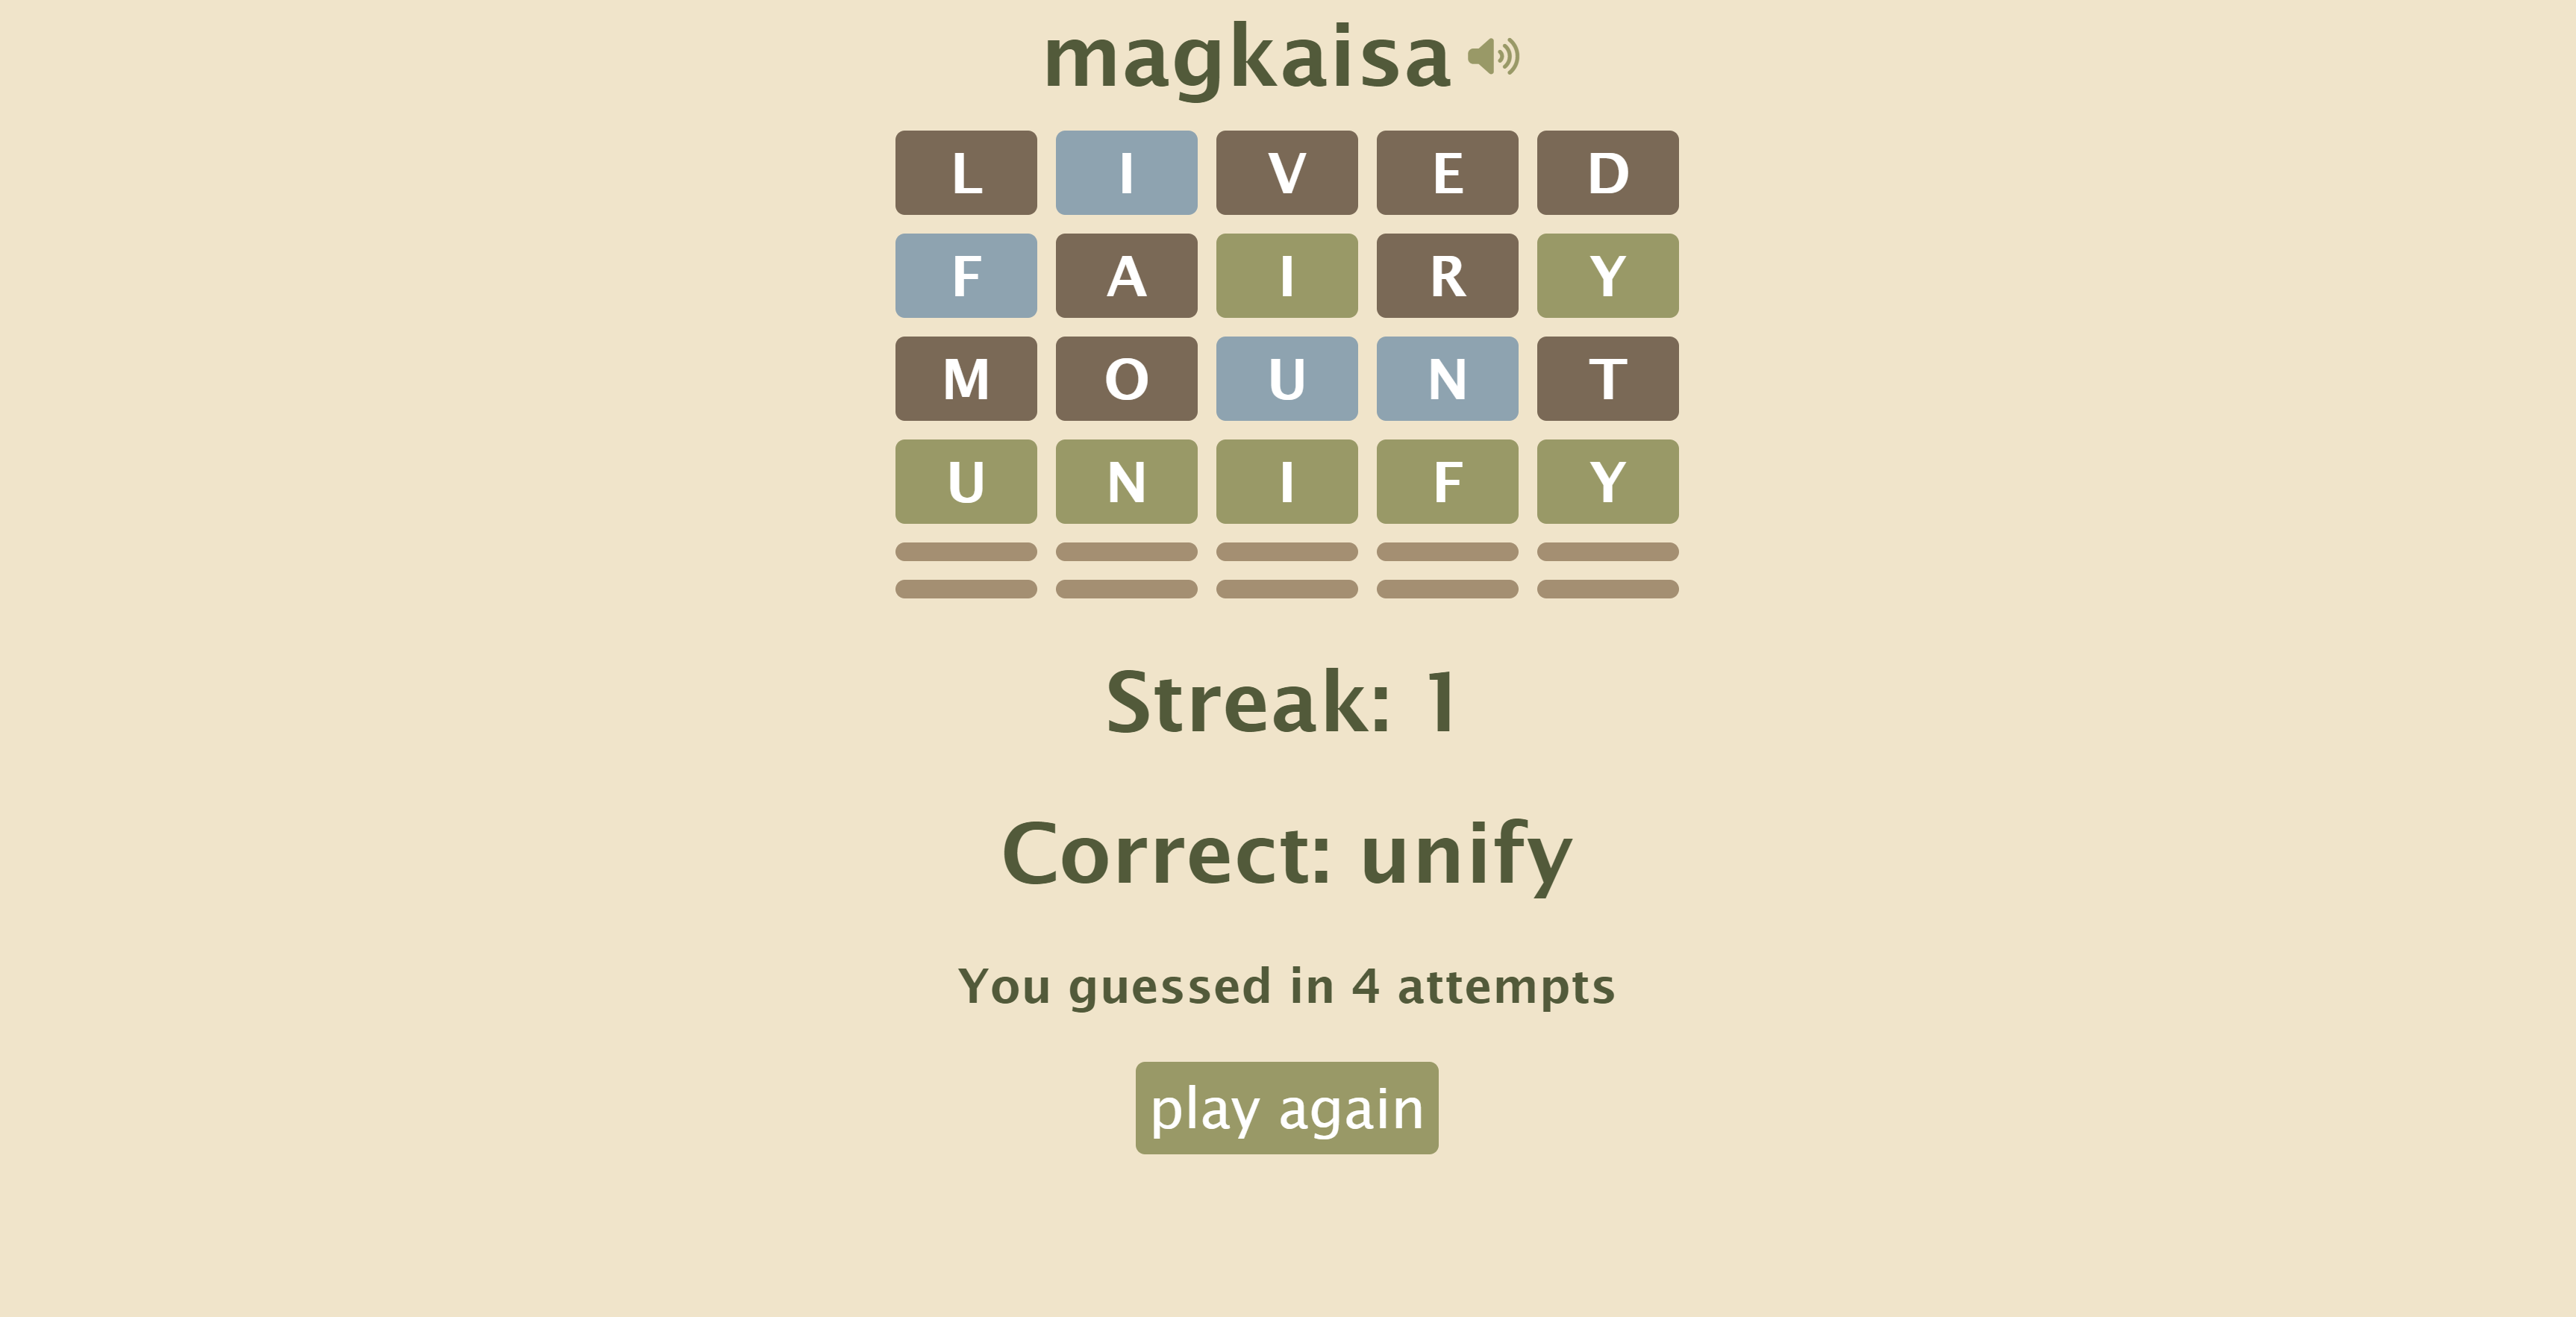 magkaisa
L I V E D
F A I R Y
M O U N T
U N I F Y
Streak: 1
Correct: unify
You guessed in 4 attempts
play again